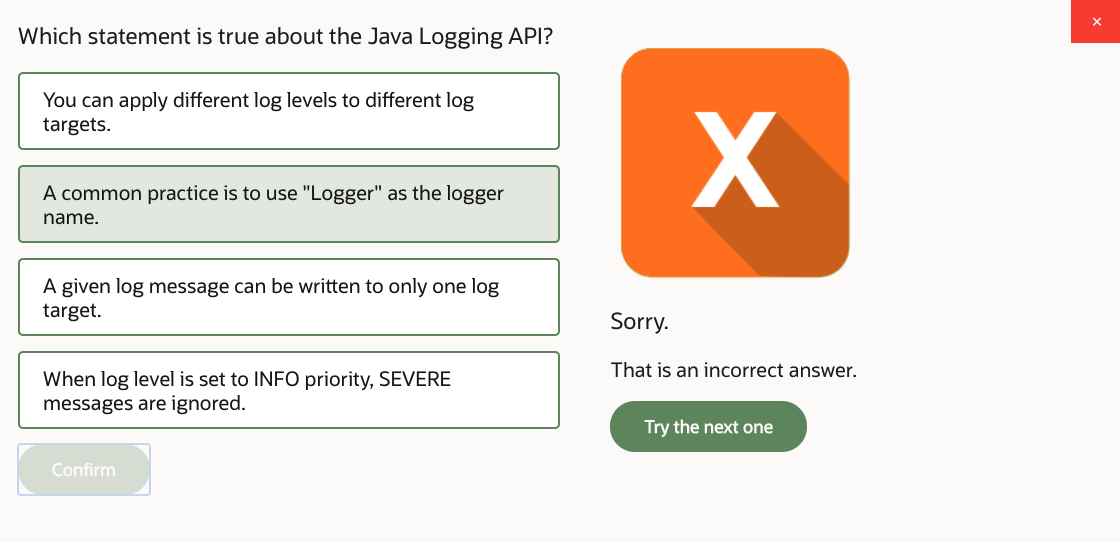 Which statement is true about the Java Logging API?
You can apply different log levels to different log
targets.
A common practice is to use "Logger" as the logger
name.
A given log message can be written to only one log
target.
When log level is set to INFO priority, SEVERE
messages are ignored.
Confirm
×
X
Sorry.
That is an incorrect answer.
Try the next one